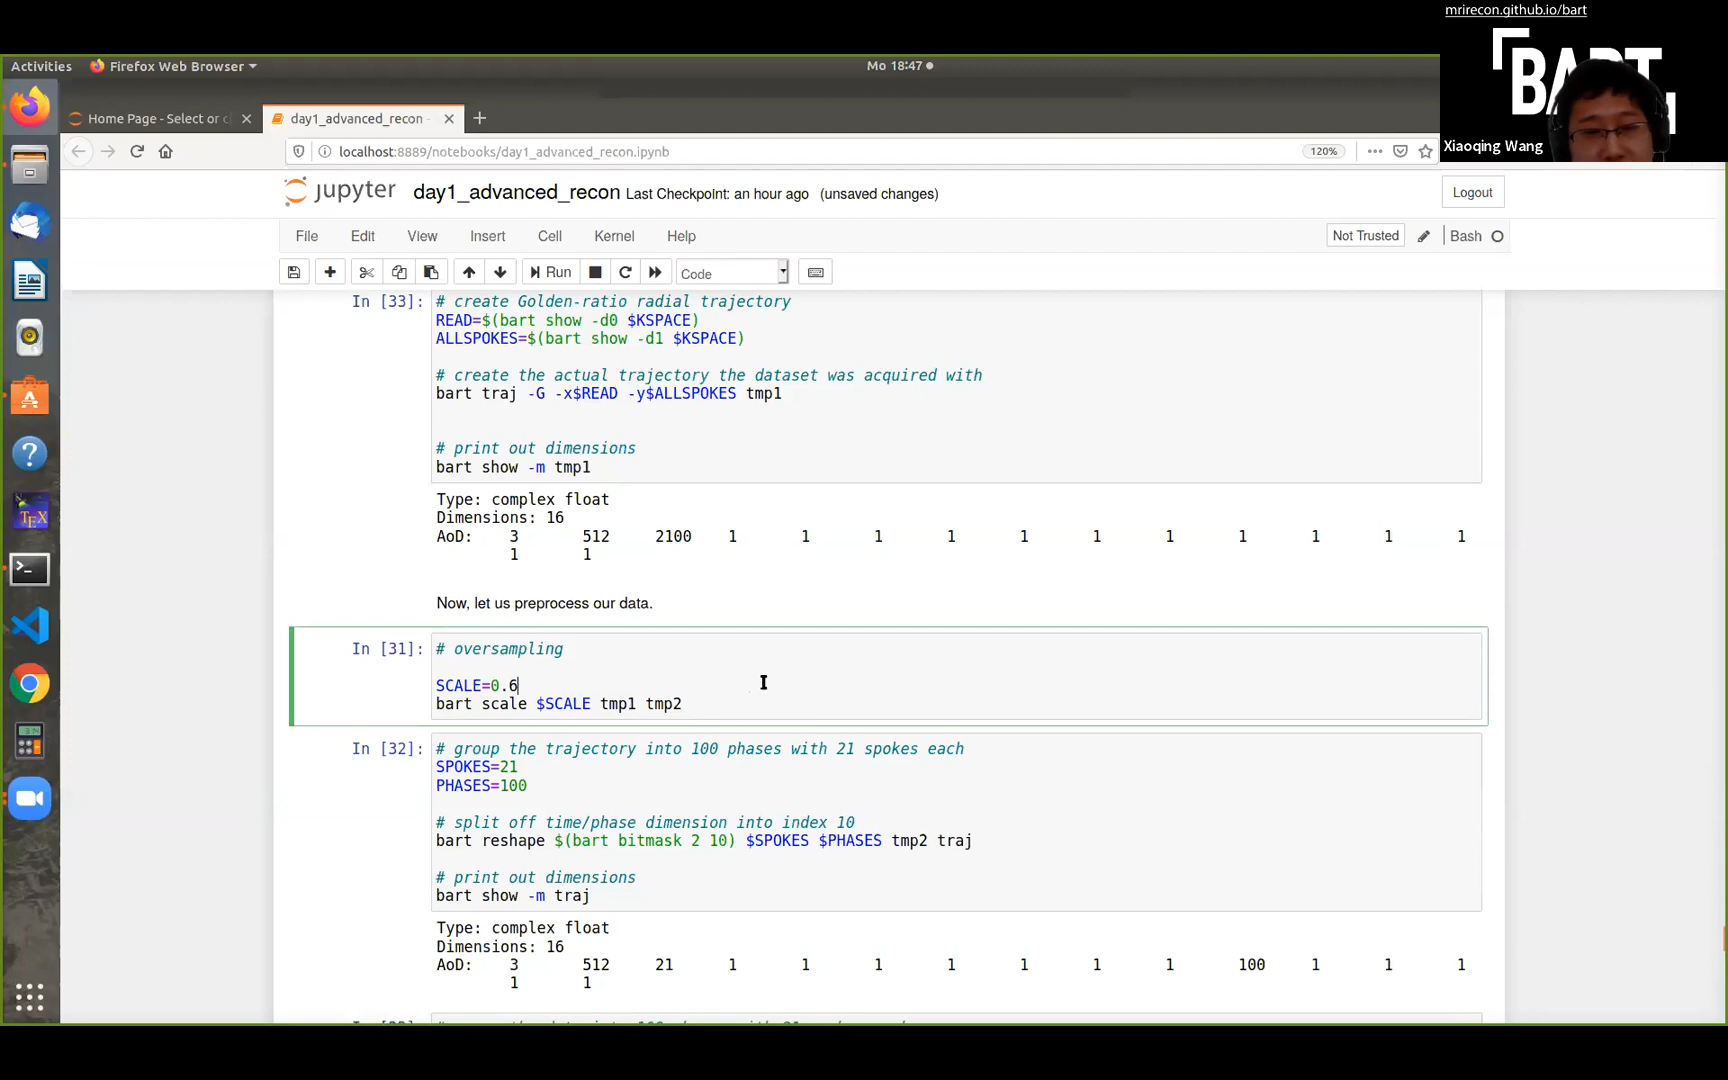 mrirecon.github.io/bart
BART
Xiaoqing Wang
Activities Firefox Web Browser Mo 18:47
Home Page - Select or c
day1_advanced_recon -
localhost:8889/notebooks/day1_advanced_recon.ipynb 120%
jupyter day1_advanced_recon Last Checkpoint: an hour ago (unsaved changes) Logout
File Edit View Insert Cell Kernel Help Not Trusted Bash
Run Code
In [33]: # create Golden-ratio radial trajectory
READ=$(bart show -d0 $KSPACE)
ALLSPOKES=$(bart show -d1 $KSPACE)
# create the actual trajectory the dataset was acquired with
bart traj -G -x$READ -y$ALLSPOKES tmp1
# print out dimensions
bart show -m tmp1
Type: complex float
Dimensions: 16
AoD: 3 512 2100 1 1 1 1 1 1 1 1 1 1 1
1 1
Now, let us preprocess our data.
In [31]: # oversampling
SCALE=0.6
bart scale $SCALE tmp1 tmp2
In [32]: # group the trajectory into 100 phases with 21 spokes each
SPOKES=21
PHASES=100
# split off time/phase dimension into index 10
bart reshape $(bart bitmask 2 10) $SPOKES $PHASES tmp2 traj
# print out dimensions
bart show -m traj
Type: complex float
Dimensions: 16
AoD: 3 512 21 1 1 1 1 1 1 1 100 1 1 1
1 1